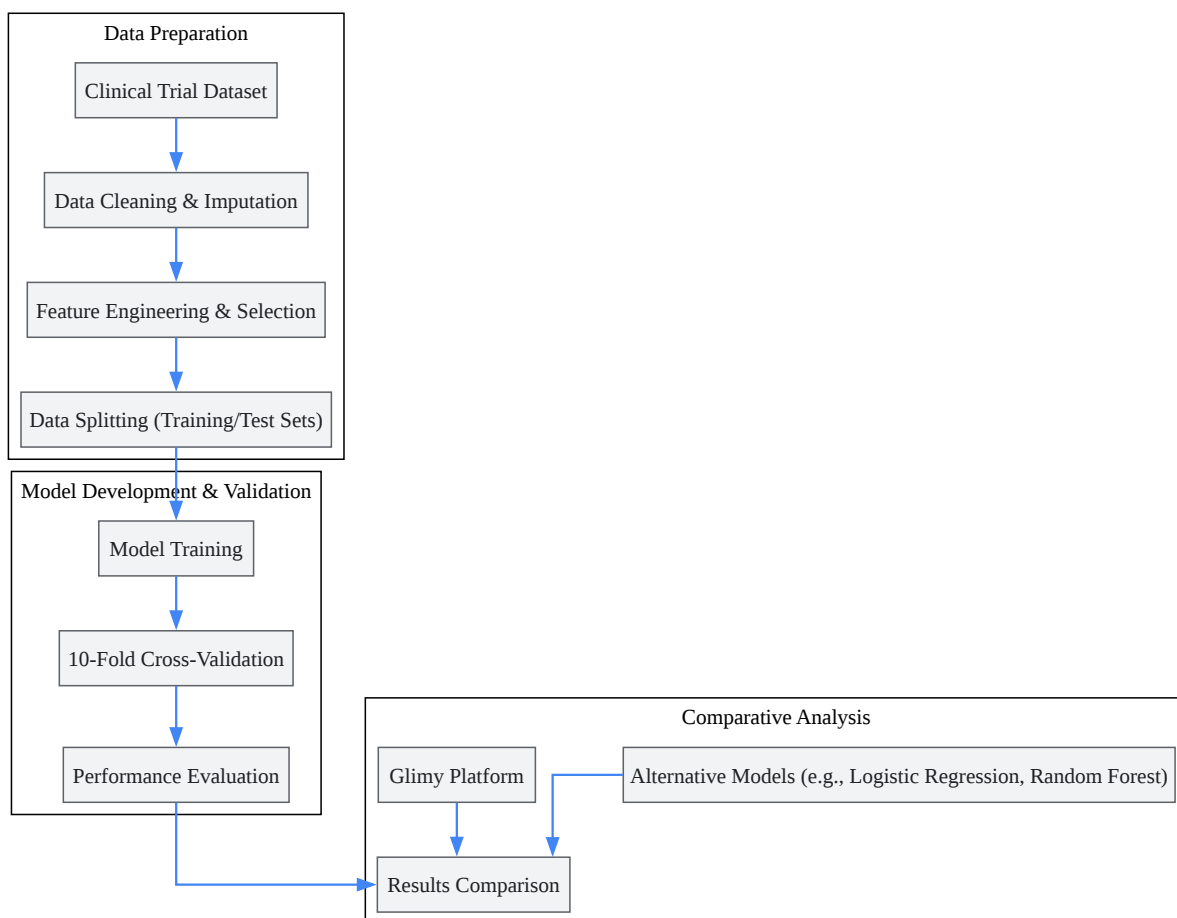 Data Preparation
Clinical Trial Dataset
Data Cleaning & Imputation
Feature Engineering & Selection
Data Splitting (Training/Test Sets)
Model Development & Validation
Model Training
10-Fold Cross-Validation
Performance Evaluation
Comparative Analysis
Glimy Platform
Alternative Models (e.g., Logistic Regression, Random Forest)
Results Comparison